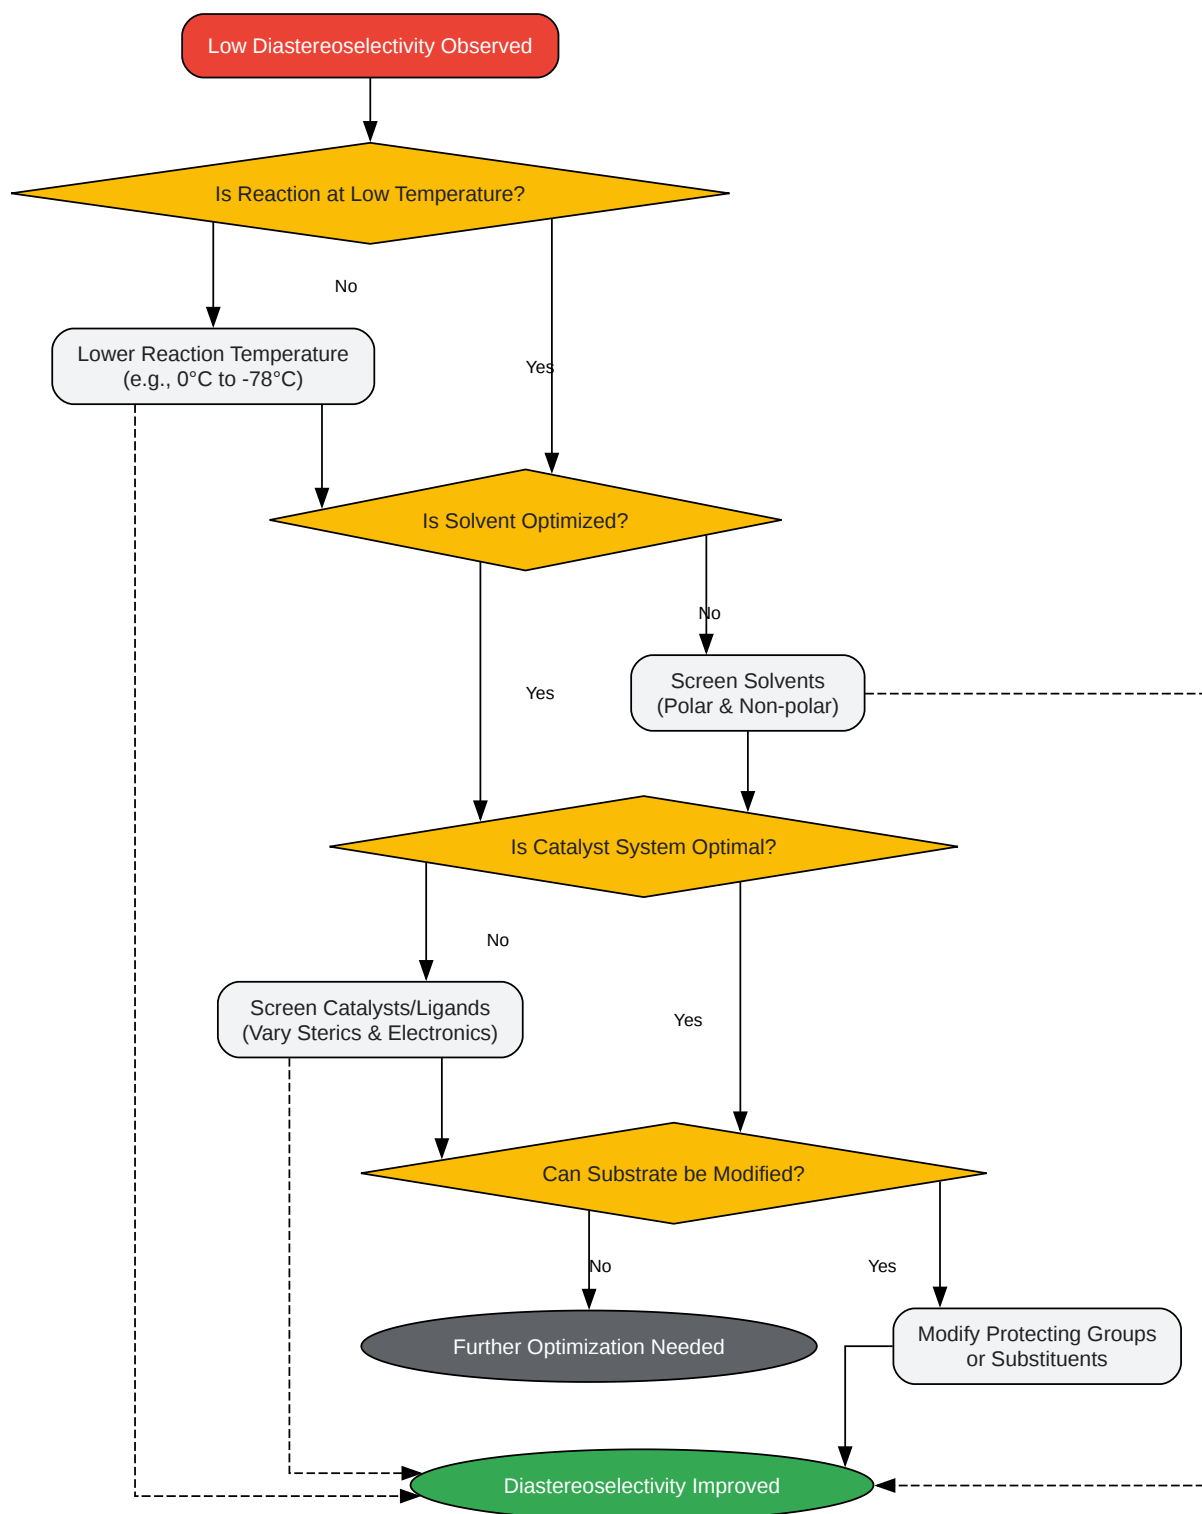 Low Diastereoselectivity Observed
Is Reaction at Low Temperature?
No
Lower Reaction Temperature
(e.g., 0°C to -78°C)
Yes
Is Solvent Optimized?
No
Screen Solvents
(Polar & Non-polar)
Yes
Is Catalyst System Optimal?
No
Screen Catalysts/Ligands
(Vary Sterics & Electronics)
Yes
Can Substrate be Modified?
No
Yes
Further Optimization Needed
Modify Protecting Groups
or Substituents
Diastereoselectivity Improved